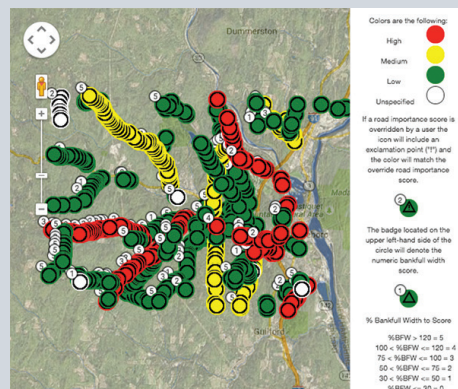 Dummerston
Guilford
Colors are the following:
High
Medium
Low
Unspecified
If a road importance score is
overridden by a user the
icon will include an
exclamation point ("!") and
the color will match the
override road importance
score.
2
The badge located on the
upper left-hand side of the
circle will denote the
numeric bankfull width
score.
1
% Bankfull Width to Score
%BFW > 120 = 5
100 < %BFW <= 120 = 4
75 < %BFW <= 100 = 3
50 < %BFW <= 75 = 2
30 < %BFW <= 50 = 1